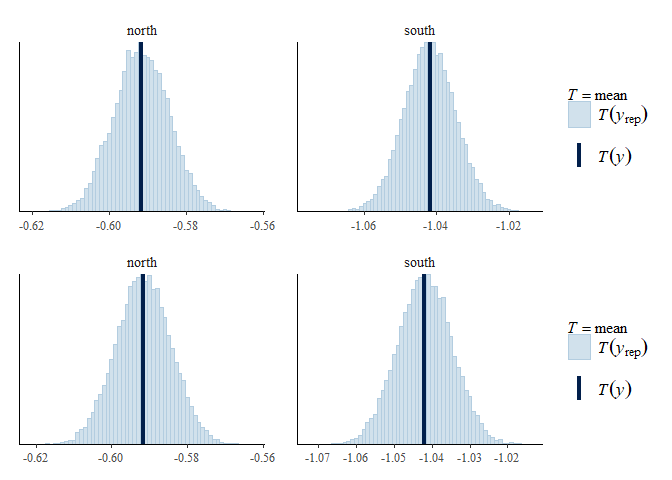 north
south
T = mean
T(y_rep)
T(y)
-0.62 -0.60 -0.58 -0.56
-1.06 -1.04 -1.02
north
south
T = mean
T(y_rep)
T(y)
-0.62 -0.60 -0.58 -0.56
-1.07 -1.06 -1.05 -1.04 -1.03 -1.02